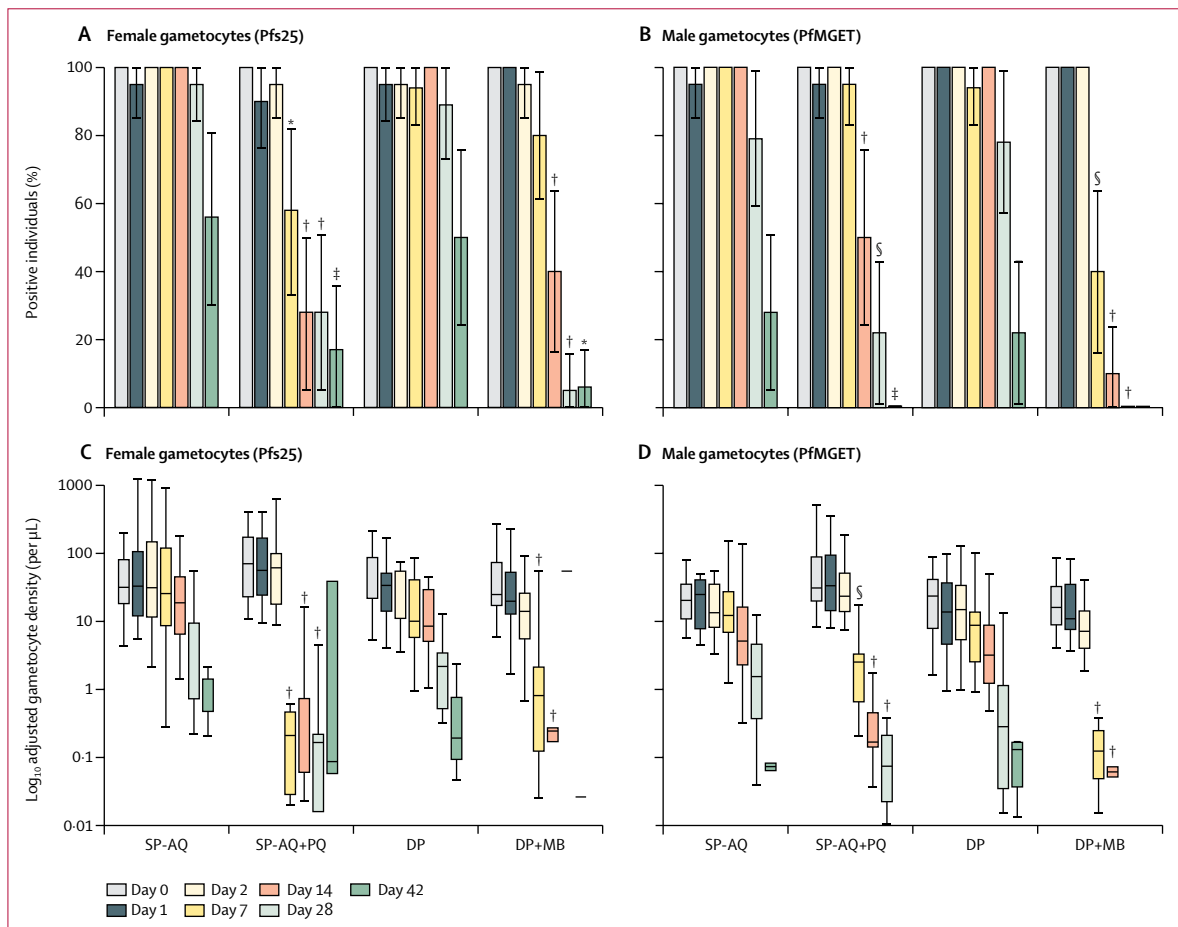 A Female gametocytes (Pfs25)
B Male gametocytes (PfMGET)
Positive individuals (%)
100
80
60
40
20
0
* † † ‡ † † *
† § ‡ § † †
C Female gametocytes (Pfs25)
D Male gametocytes (PfMGET)
Log₁₀ adjusted gametocyte density (per μL)
1000
100
10
1
0·1
0·01
† † † † †
§ † † † †
SP-AQ SP-AQ+PQ DP DP+MB
SP-AQ SP-AQ+PQ DP DP+MB
Day 0 Day 2 Day 14 Day 42
Day 1 Day 7 Day 28